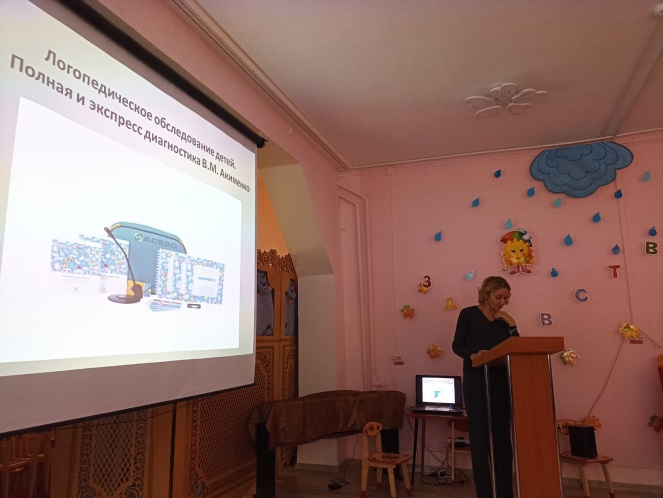 Логопедическое обследование детей.
Полная и экспресс диагностика В.М. Акименко
З Д
В С Т В